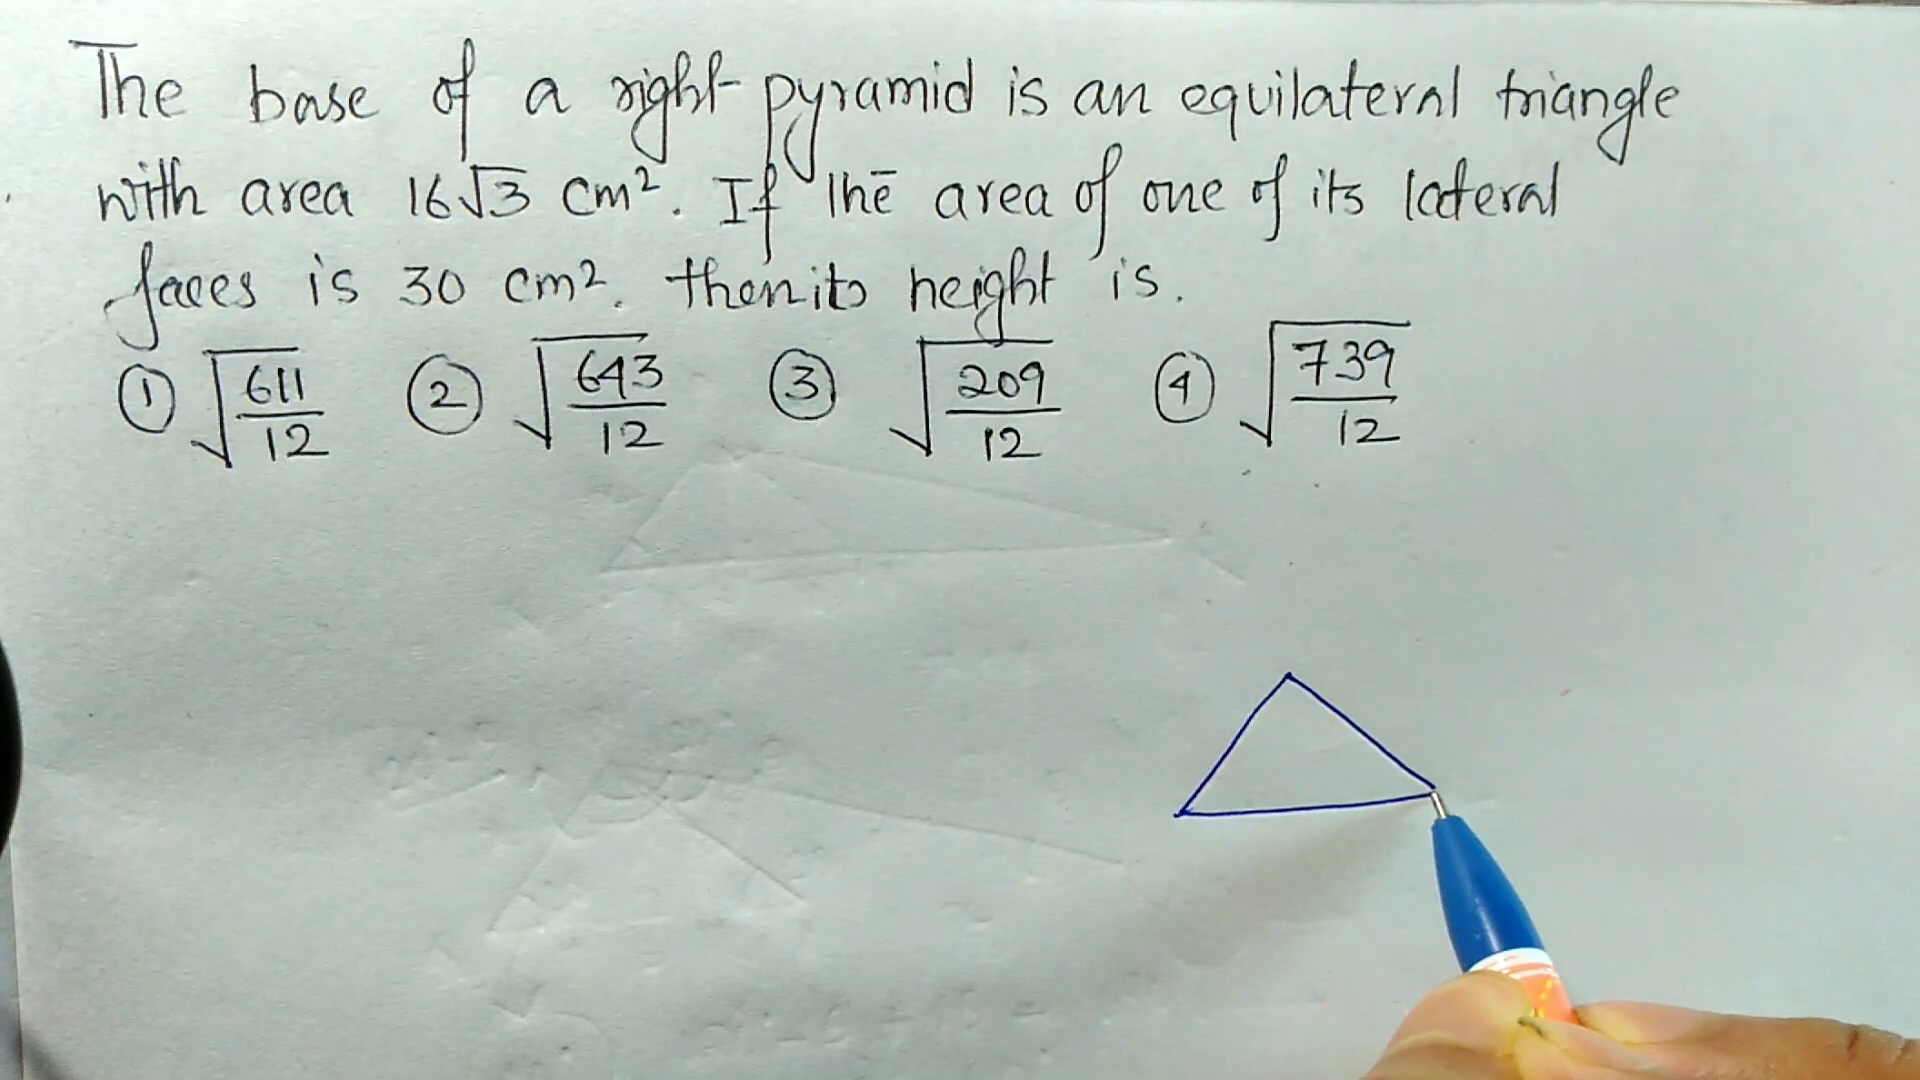 The base of a right pyramid is an equilateral triangle
with area 16√3 cm². If the area of one of its lateral
faces is 30 cm². then its height is.
① √(611/12) ② √(643/12) ③ √(209/12) ④ √(739/12)